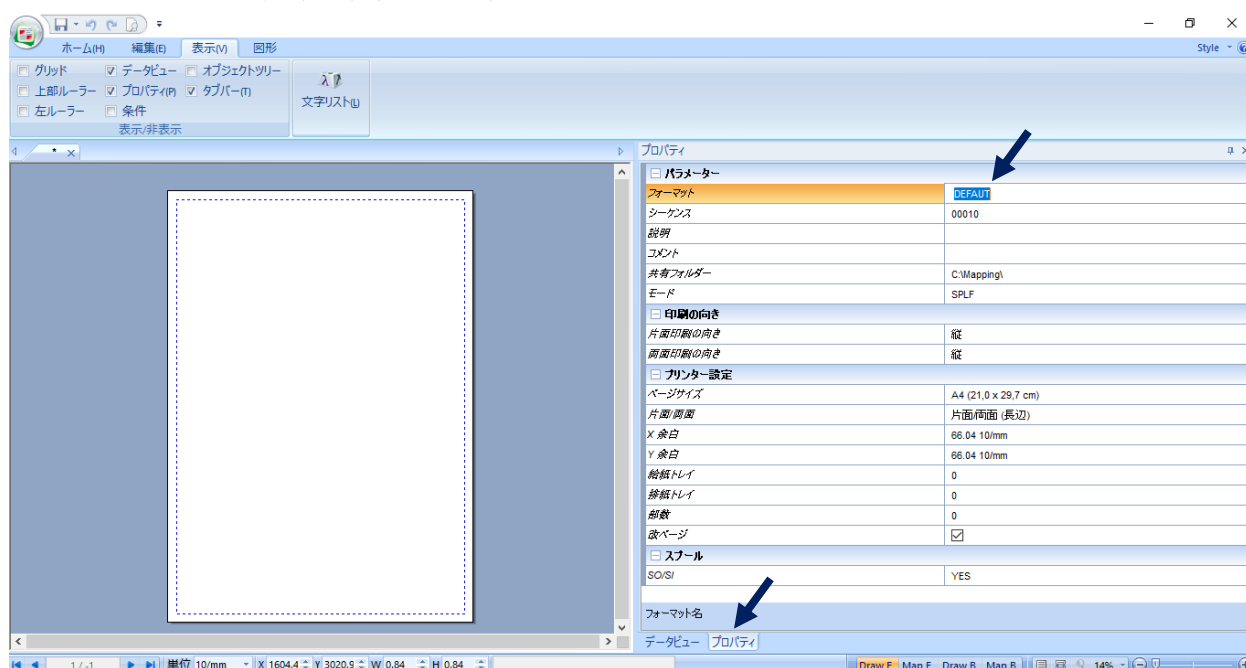 ホーム(H) 編集(E) 表示(V) 図形 Style
グリッド データビュー オブジェクトツリー
上部ルーラー プロパティ(P) タブバー(T)
左ルーラー 条件
文字リスト(L)
表示/非表示
*
プロパティ
パラメーター
フォーマット DEFAUT
シーケンス 00010
説明
コメント
共有フォルダー C:\Mapping\
モード SPLF
印刷の向き
片面印刷の向き 縦
両面印刷の向き 縦
プリンター設定
ページサイズ A4 (21,0 x 29,7 cm)
片面/両面 片面/両面 (長辺)
X 余白 66.04 10/mm
Y 余白 66.04 10/mm
給紙トレイ 0
排紙トレイ 0
部数 0
改ページ
スプール
SO/SI YES
フォーマット名
データビュー プロパティ
1 / -1 単位 10/mm X 1604.4 Y 3020.9 W 0.84 H 0.84 Draw F Map F Draw B Map B 14%